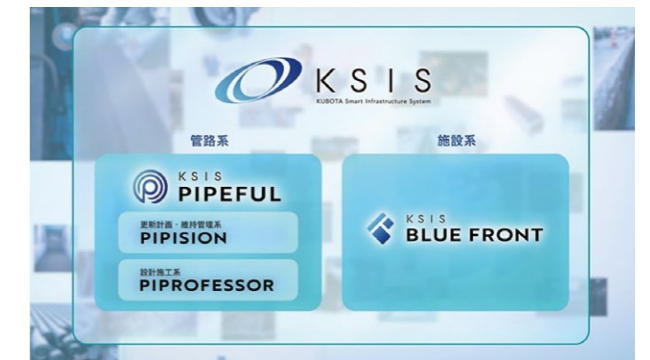 KSIS
KUBOTA Smart Infrastructure System
管路系
施設系
KSIS
PIPEFUL
更新計画・維持管理系
PIPISION
設計施工系
PIPROFESSOR
KSIS
BLUE FRONT